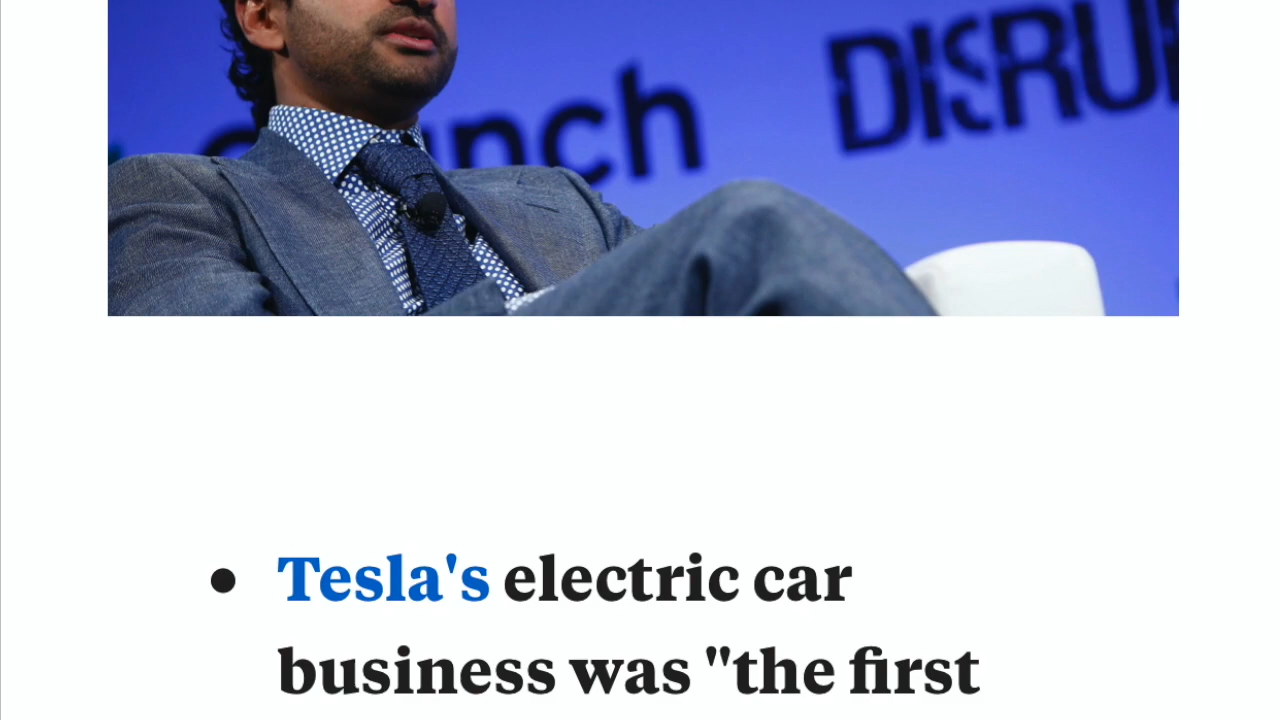 DISRU
unch
• Tesla's electric car
business was "the first